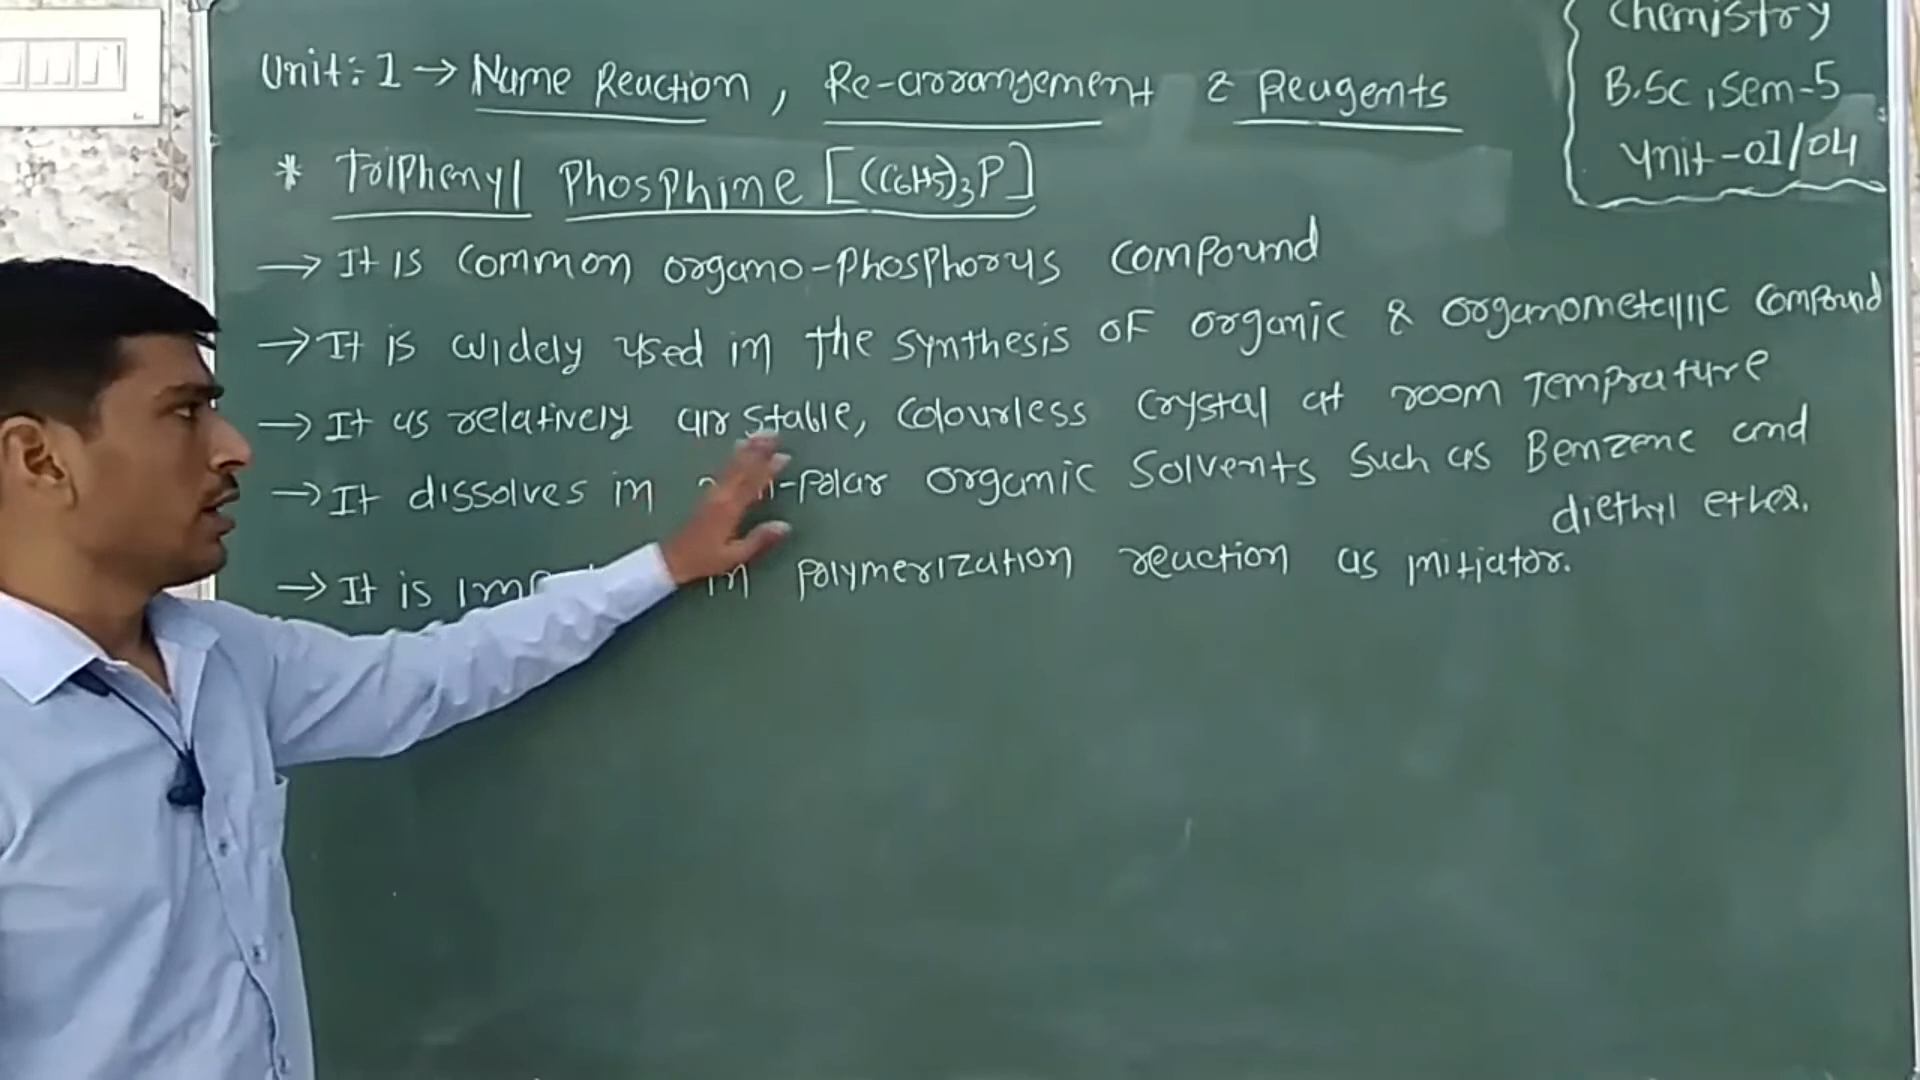 Chemistry
B.Sc, Sem-5
Unit-01/04
Unit:-1 → Name Reaction, Re-arrangement & Reagents
* Triphenyl Phosphine [(C6H5)3P]
→ It is common organo-phosphorus compound
→ It is widely used in the synthesis of organic & organometallic compound
→ It is relatively air stable, colourless crystal at room Temprature
→ It dissolves in -polar organic solvents such as Benzene and
diethyl ether.
→ It is in polymerization reaction as initiator.